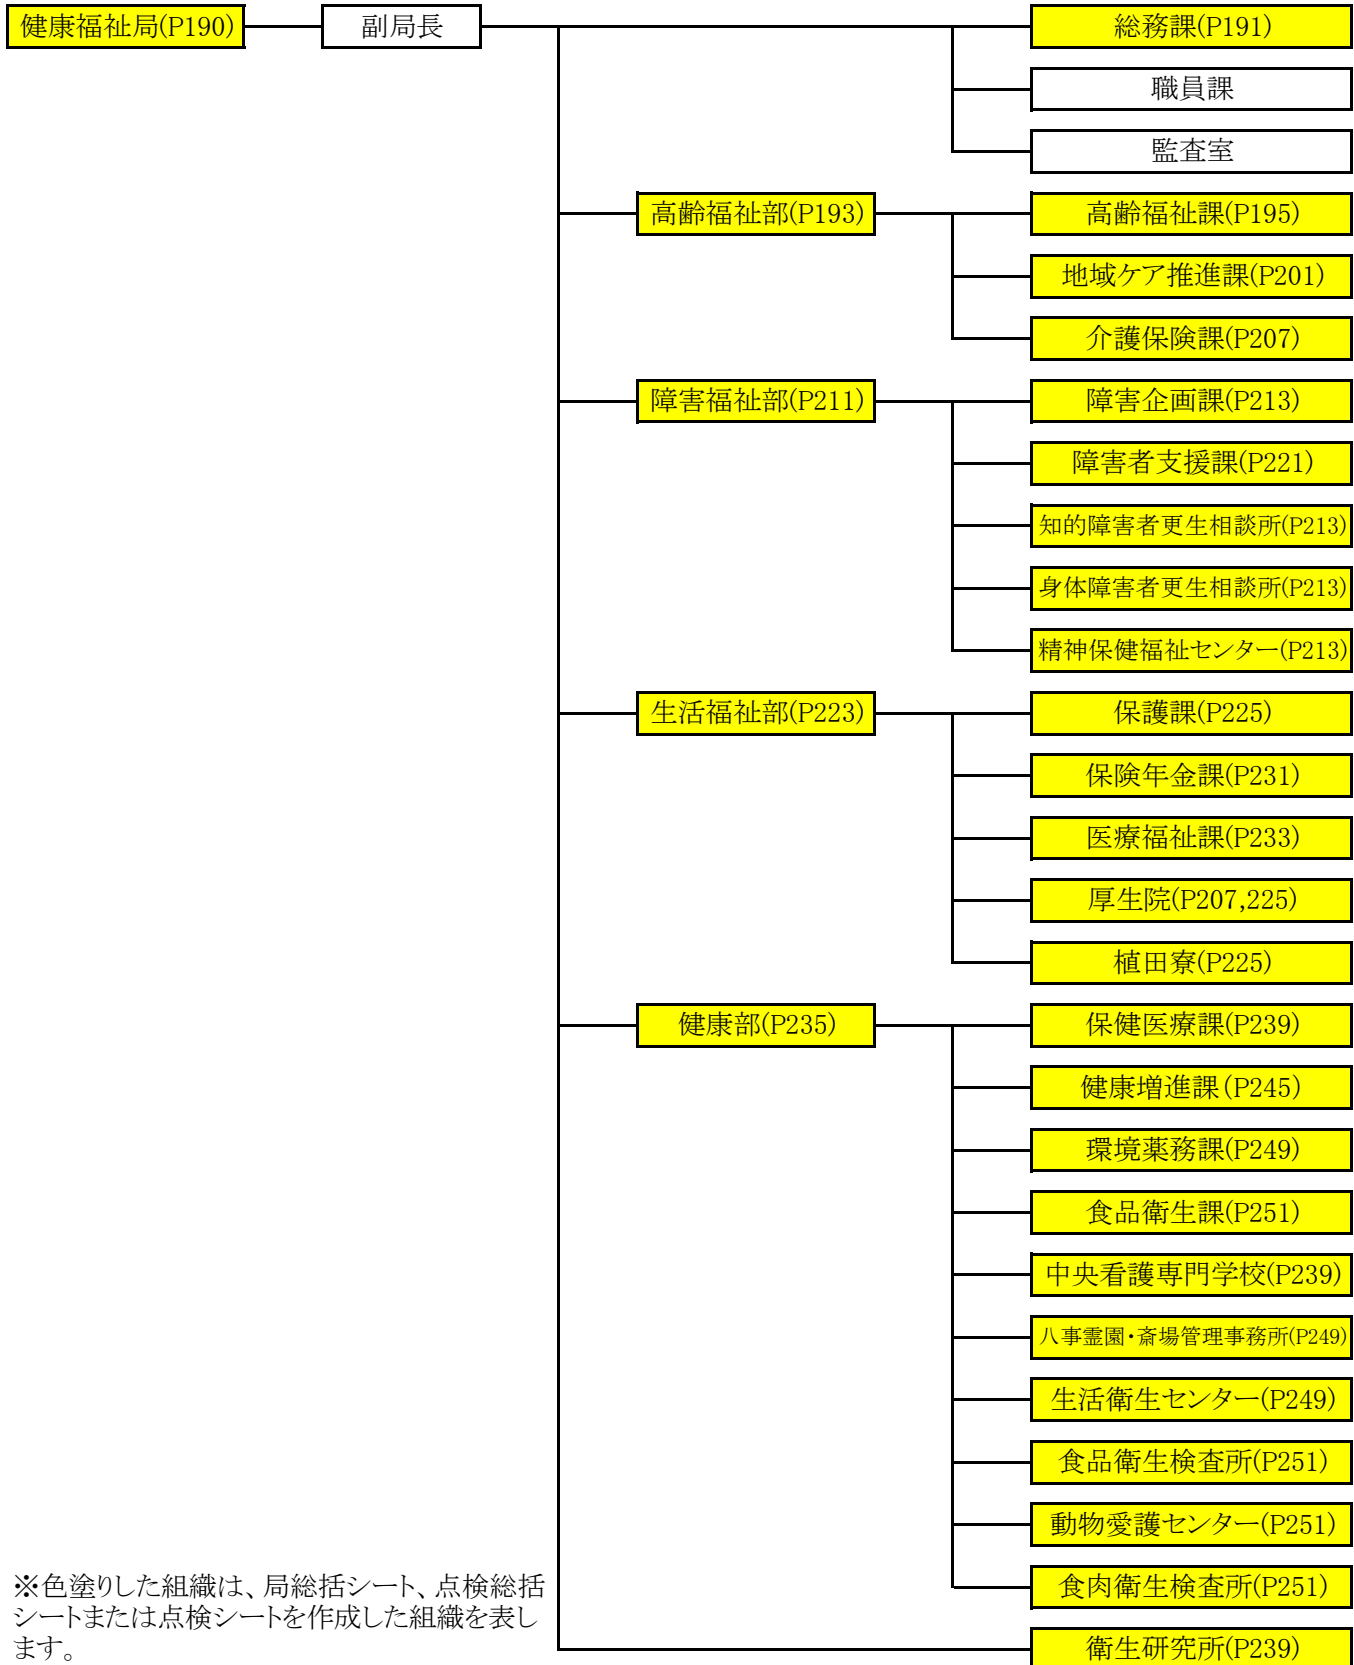 健康福祉局(P190)
副局長
総務課(P191)
職員課
監査室
高齢福祉部(P193)
高齢福祉課(P195)
地域ケア推進課(P201)
介護保険課(P207)
障害福祉部(P211)
障害企画課(P213)
障害者支援課(P221)
知的障害者更生相談所(P213)
身体障害者更生相談所(P213)
精神保健福祉センター(P213)
生活福祉部(P223)
保護課(P225)
保険年金課(P231)
医療福祉課(P233)
厚生院(P207,225)
植田寮(P225)
健康部(P235)
保健医療課(P239)
健康増進課(P245)
環境薬務課(P249)
食品衛生課(P251)
中央看護専門学校(P239)
八事霊園・斎場管理事務所(P249)
生活衛生センター(P249)
食品衛生検査所(P251)
動物愛護センター(P251)
食肉衛生検査所(P251)
衛生研究所(P239)
※色塗りした組織は、局総括シート、点検総括
シートまたは点検シートを作成した組織を表し
ます。